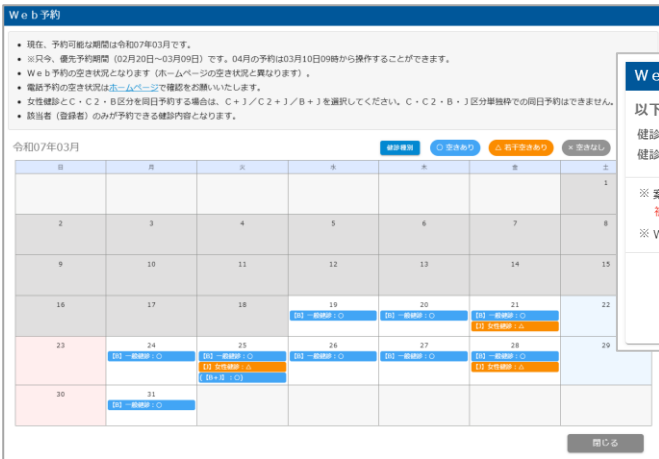 Web予約
• 現在、予約可能な期間は令和07年03月です。
• ※只今、優先予約期間（02月20日～03月09日）です。04月の予約は03月10日09時から操作することができます。
• Web予約の空き状況となります（ホームページの空き状況と異なります）。
• 電話予約の空き状況はホームページで確認をお願いいたします。
• 女性健診とC・C2・B区分を同日予約する場合は、C+J／C2+J／B+Jを選択してください。C・C2・B・J区分単独枠での同日予約はできません。
• 該当者（登録者）のみが予約できる健診内容となります。
令和07年03月 健診種別 ○ 空きあり △ 若干空きあり × 空きなし
日 月 火 水 木 金 土
1
2 3 4 5 6 7 8
9 10 11 12 13 14 15
16 17 18 19 20 21 22
【B】一般健診：○ 【B】一般健診：○ 【B】一般健診：○
【J】女性健診：△
23 24 25 26 27 28 29
【B】一般健診：○ 【B】一般健診：○ 【B】一般健診：○ 【B】一般健診：○ 【B】一般健診：○
【J】女性健診：△ 【J】女性健診：△
(【B+J】：○)
30 31
【B】一般健診：○
閉じる
We
以下
健診
健診
※
※ W